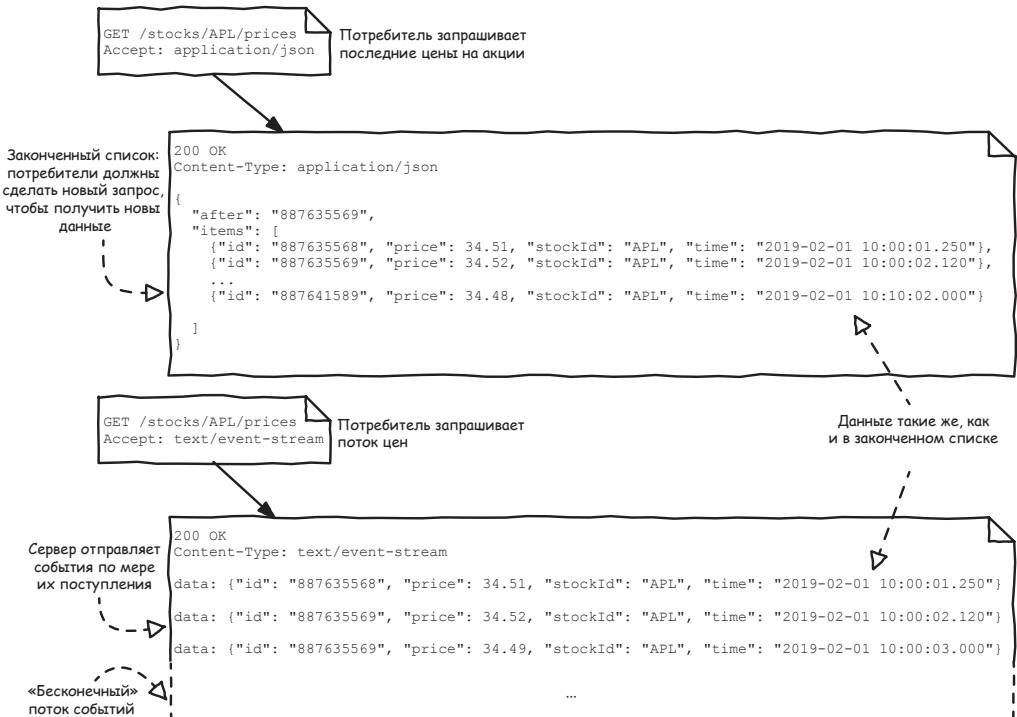 GET /stocks/APL/prices
Accept: application/json
Потребитель запрашивает
последние цены на акции
Законченный список:
потребители должны
сделать новый запрос,
чтобы получить новы
данные
200 OK
Content-Type: application/json
{
"after": "887635569",
"items": [
{"id": "887635568", "price": 34.51, "stockId": "APL", "time": "2019-02-01 10:00:01.250"},
{"id": "887635569", "price": 34.52, "stockId": "APL", "time": "2019-02-01 10:00:02.120"},
...
{"id": "887641589", "price": 34.48, "stockId": "APL", "time": "2019-02-01 10:10:02.000"}
]
}
GET /stocks/APL/prices
Accept: text/event-stream
Потребитель запрашивает
поток цен
Данные такие же, как
и в законченном списке
Сервер отправляет
события по мере
их поступления
200 OK
Content-Type: text/event-stream
data: {"id": "887635568", "price": 34.51, "stockId": "APL", "time": "2019-02-01 10:00:01.250"}
data: {"id": "887635569", "price": 34.52, "stockId": "APL", "time": "2019-02-01 10:00:02.120"}
data: {"id": "887635569", "price": 34.49, "stockId": "APL", "time": "2019-02-01 10:00:03.000"}
«Бесконечный»
поток событий
…